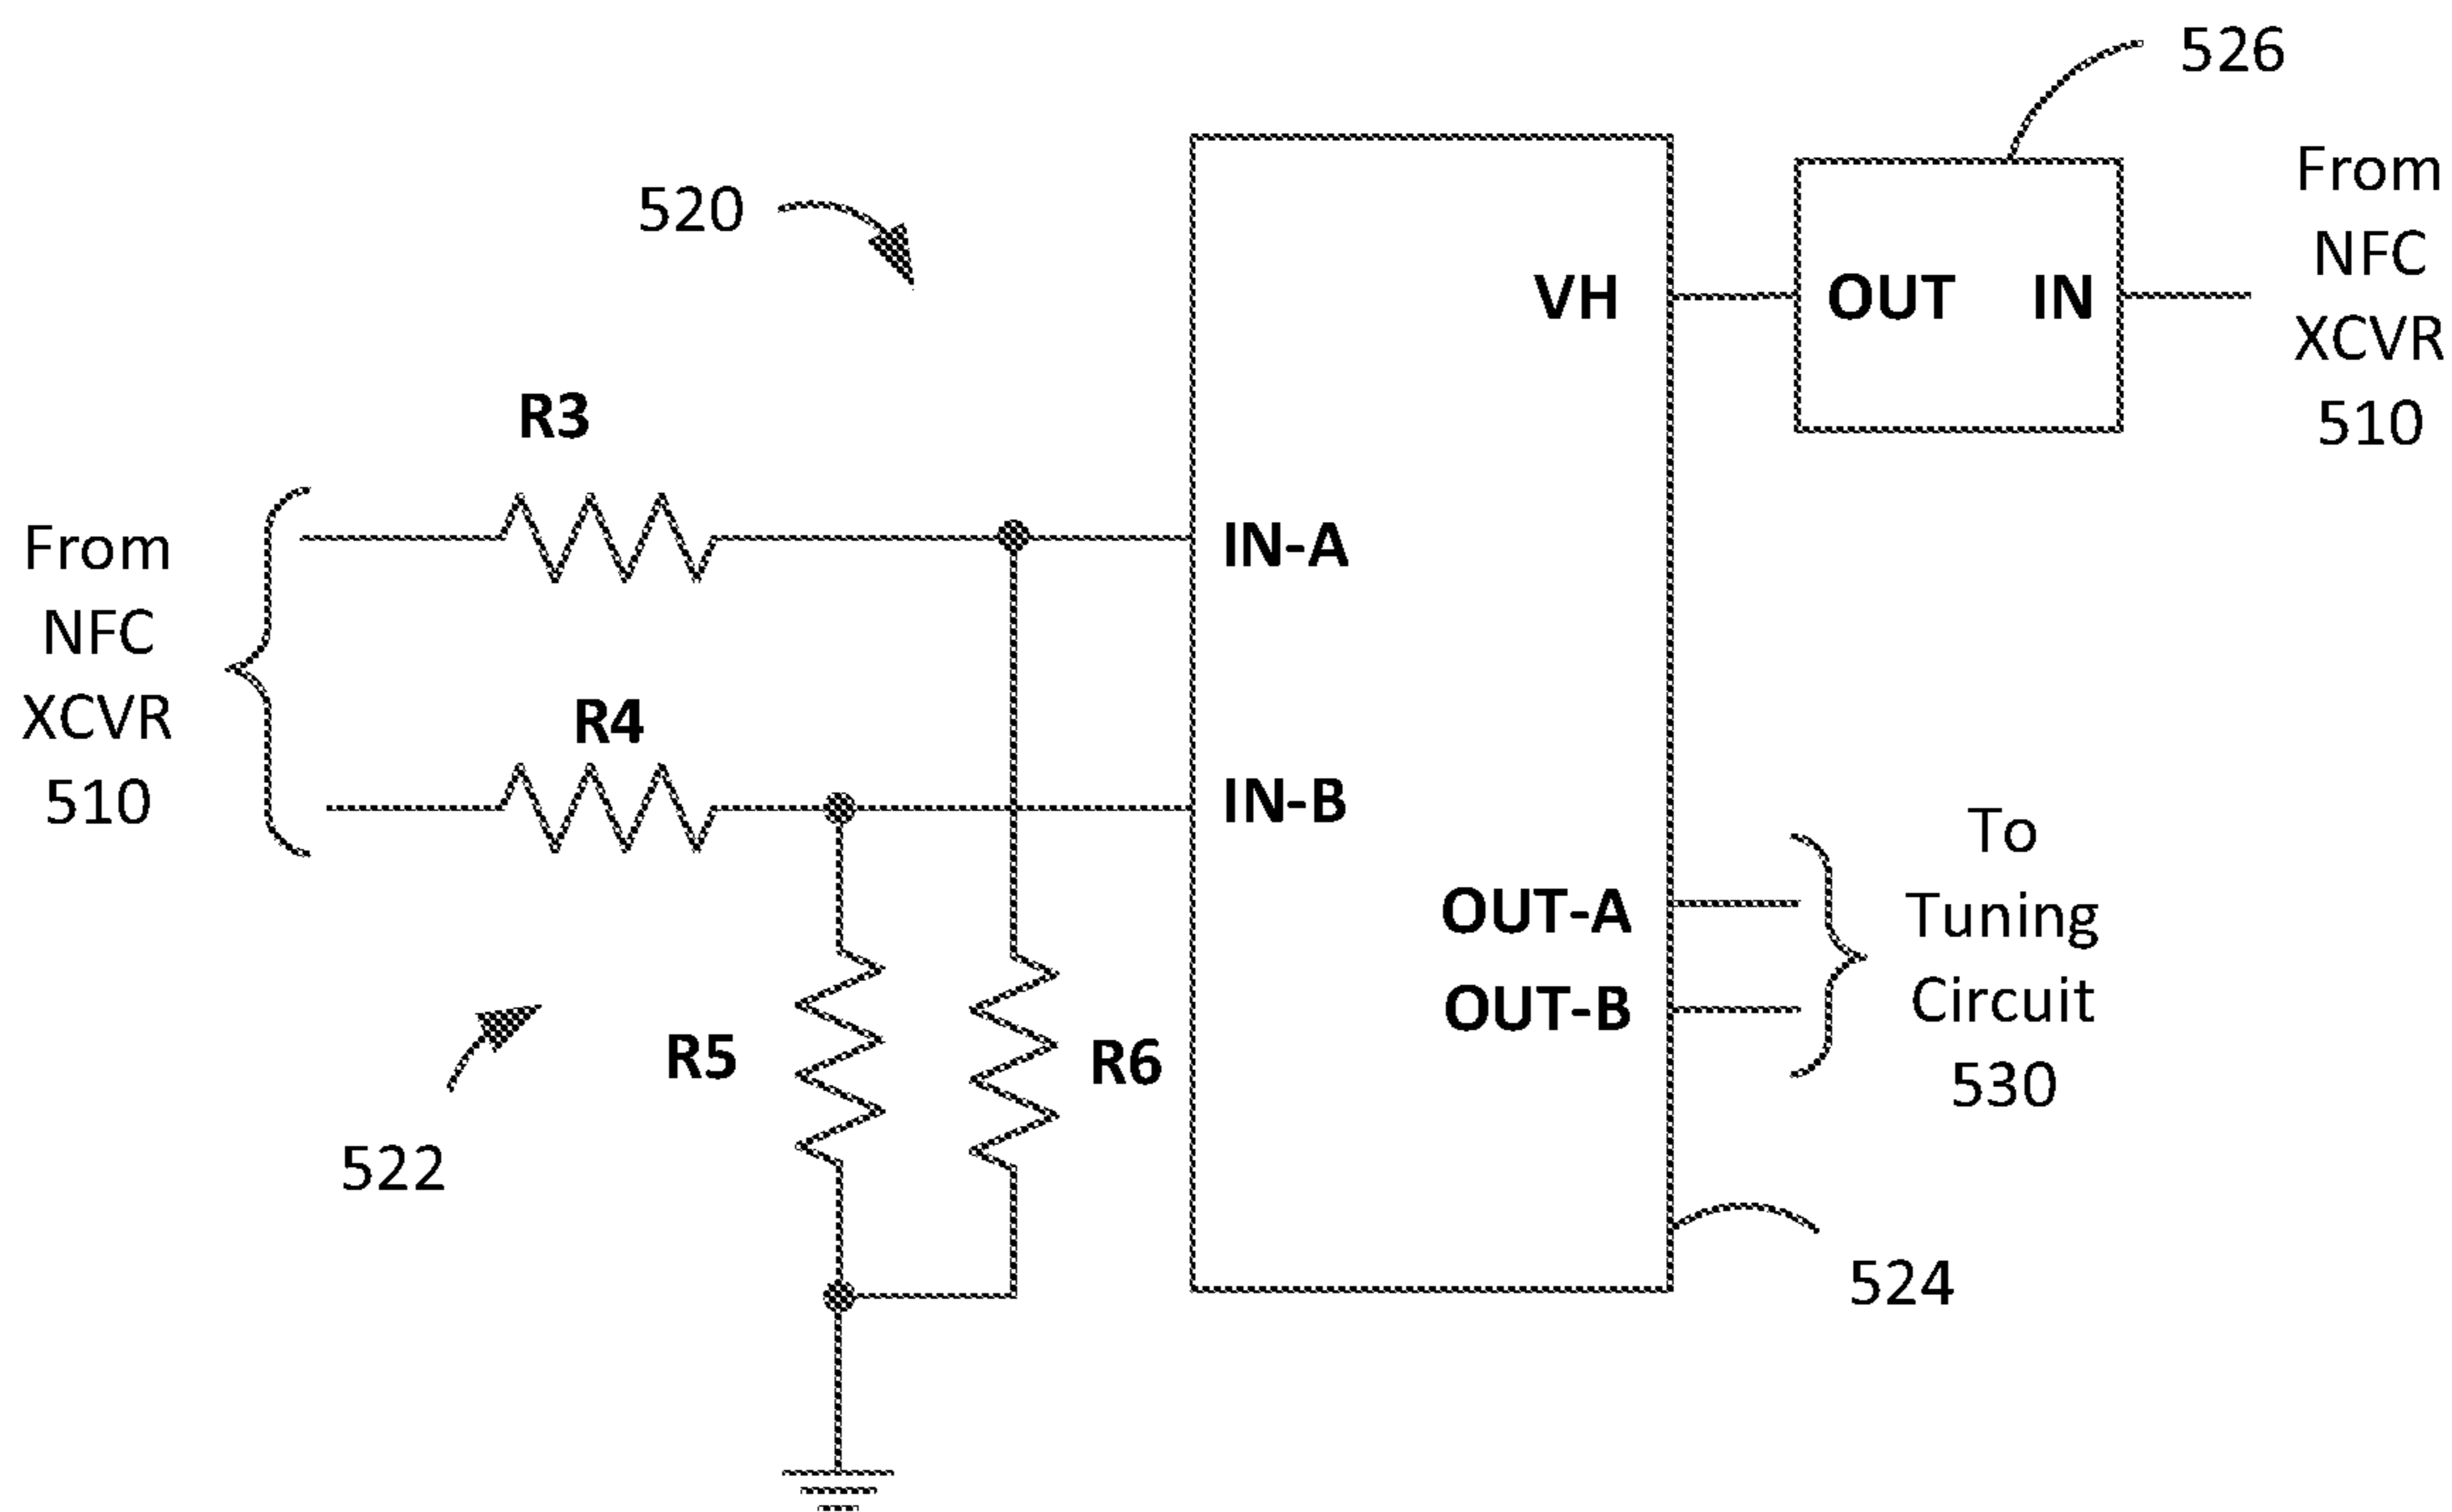 526
From
NFC
XCVR
510
520
VH
OUT IN
R3
From
NFC
XCVR
510
IN-A
R4
IN-B
To
Tuning
Circuit
530
OUT-A
OUT-B
R5
R6
522
524